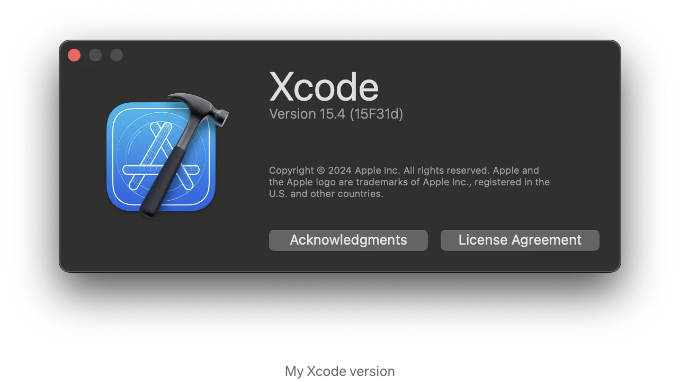 Xcode
Version 15.4 (15F31d)
Copyright © 2024 Apple Inc. All rights reserved. Apple and
the Apple logo are trademarks of Apple Inc., registered in the
U.S. and other countries.
Acknowledgments
License Agreement
My Xcode version